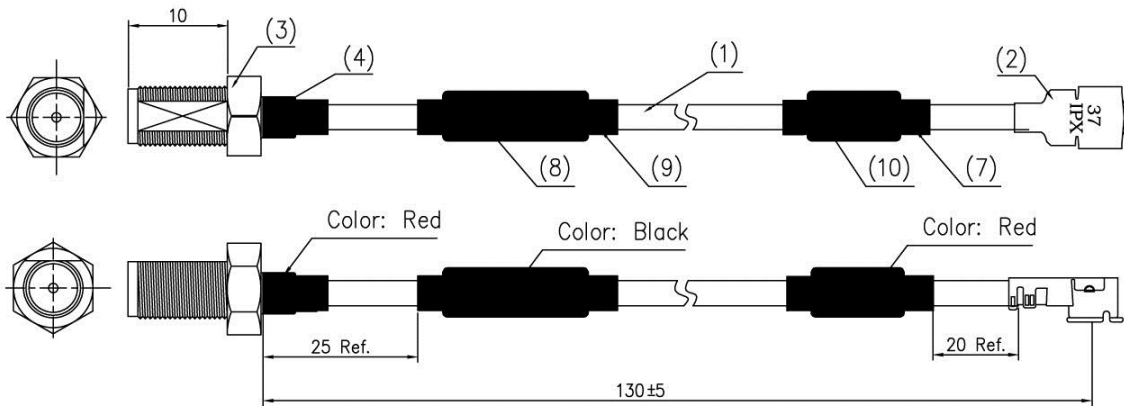 10
(3)
(4)
(1)
(2)
37
IPX
(8)
(9)
(10)
(7)
Color: Red
Color: Black
Color: Red
25 Ref.
20 Ref.
130±5